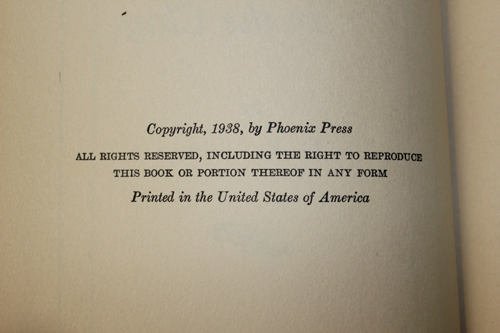 Copyright, 1938, by Phoenix Press
ALL RIGHTS RESERVED, INCLUDING THE RIGHT TO REPRODUCE
THIS BOOK OR PORTION THEREOF IN ANY FORM
Printed in the United States of America